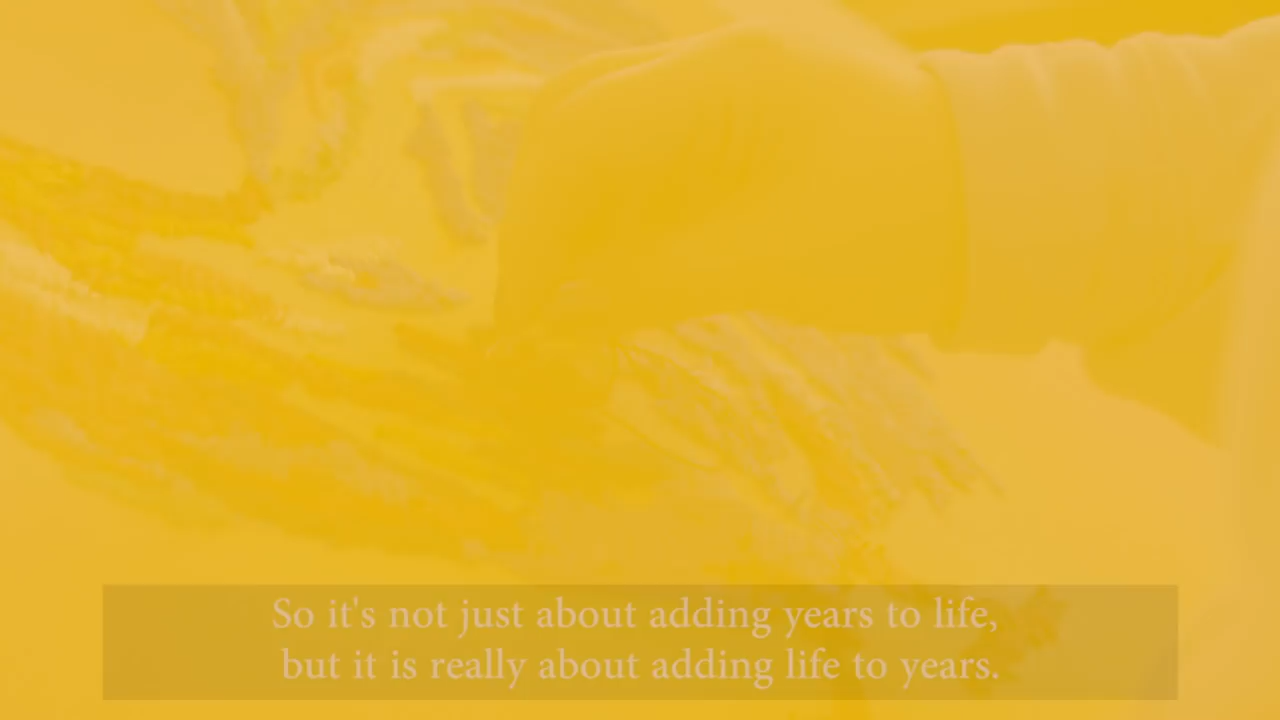 So it's not just about adding years to life,
but it is really about adding life to years.